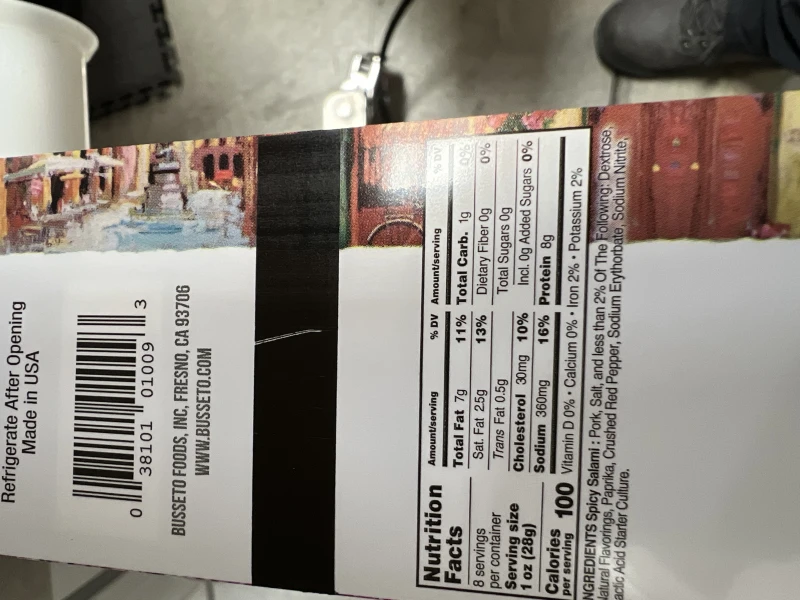 Refrigerate After Opening
Made in USA
0 38101 01009 3
BUSSETO FOODS, INC, FRESNO, CA 93706
WWW.BUSSETO.COM
Nutrition
Facts
8 servings
per container
Serving size
1 oz (28g)
Calories 100
per serving
Amount/serving % DV
Total Fat 7g 11%
Sat. Fat 2.5g 13%
Trans Fat 0.5g
Cholesterol 30mg 10%
Sodium 360mg 16%
Amount/serving % DV
Total Carb. 1g 0%
Dietary Fiber 0g 0%
Total Sugars 0g
Incl. 0g Added Sugars 0%
Protein 8g
Vitamin D 0% • Calcium 0% • Iron 2% • Potassium 2%
NGREDIENTS Spicy Salami : Pork, Salt, and less than 2% Of The Following: Dextrose,
Natural Flavorings, Paprika, Crushed Red Pepper, Sodium Erythorbate, Sodium Nitrite,
actic Acid Starter Culture.